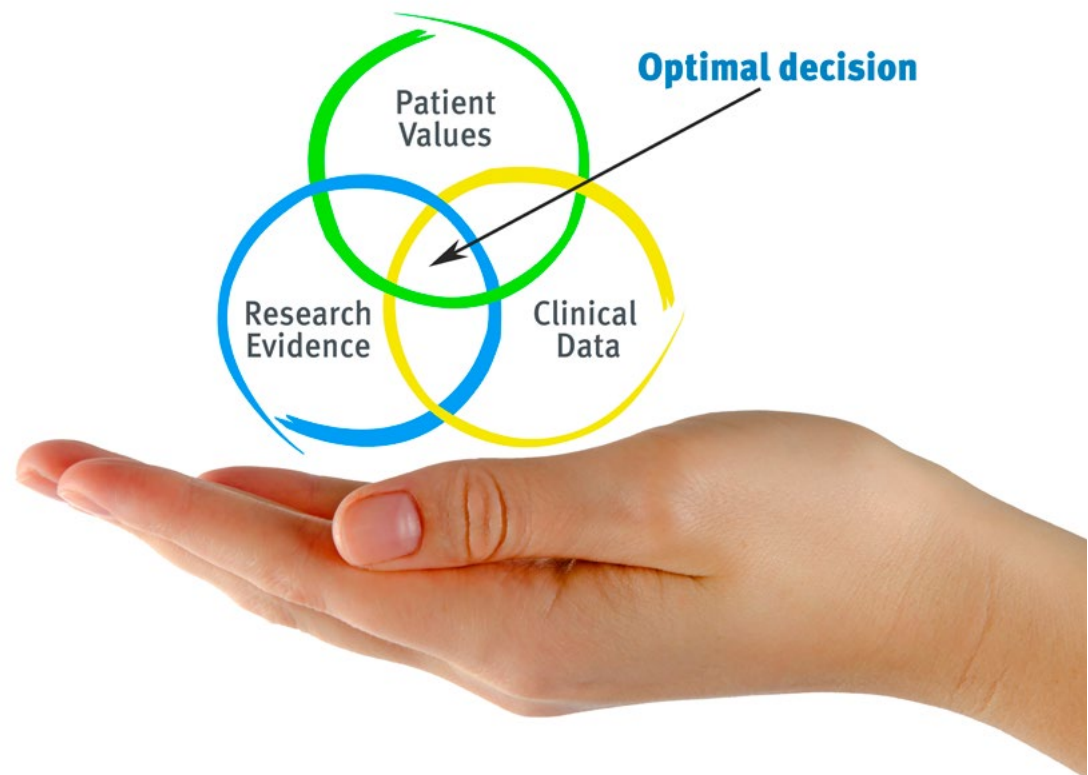 Optimal decision
Patient
Values
Research
Evidence
Clinical
Data